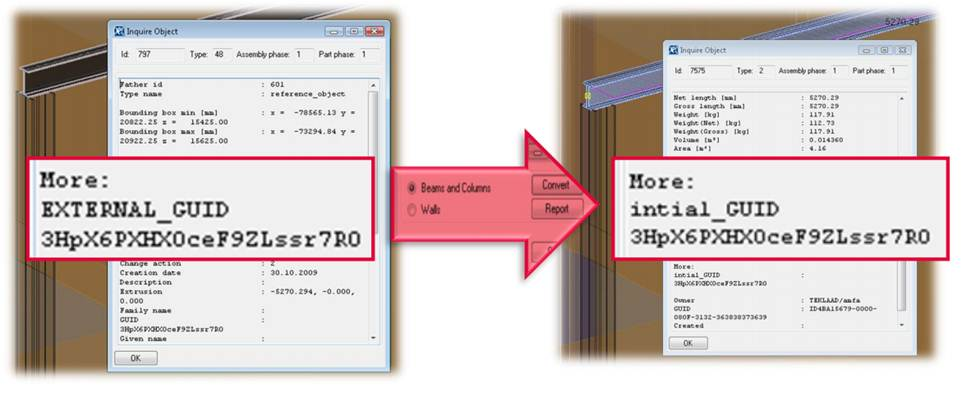 Inquire Object
Id: 797 Type: 48 Assembly phase: 1 Part phase: 1
Father id : 601
Type name : reference_object
Bounding box min [mm] : x = -78565.13 y =
20822.25 z = 15425.00
Bounding box max [mm] : x = -73294.84 y =
20922.25 z = 15625.00
More:
EXTERNAL_GUID
3HpX6PXHX0ceF9ZLssr7R0
Change action : 2
Creation date : 30.10.2009
Description :
Extrusion : -5270.294, -0.000,
0.000
Family name :
GUID :
3HpX6PXHX0ceF9ZLssr7R0
Given name :
OK
Beams and Columns
Walls
Convert
Report
5270.29
Inquire Object
Id: 7575 Type: 2 Assembly phase: 1 Part phase: 1
Net length [mm] : 5270.29
Gross length [mm] : 5270.29
Weight [kg] : 117.91
Weight(Net) [kg] : 112.73
Weight(Gross) [kg] : 117.91
Volume [m³] : 0.014360
Area [m²] : 4.16
More:
intial_GUID
3HpX6PXHX0ceF9ZLssr7R0
More:
intial_GUID :
3HpX6PXHX0ceF9ZLssr7R0
Owner : TEKLAAD/amfa
GUID : ID4BA15679-0000-
080F-3132-363838373639
Created :
OK